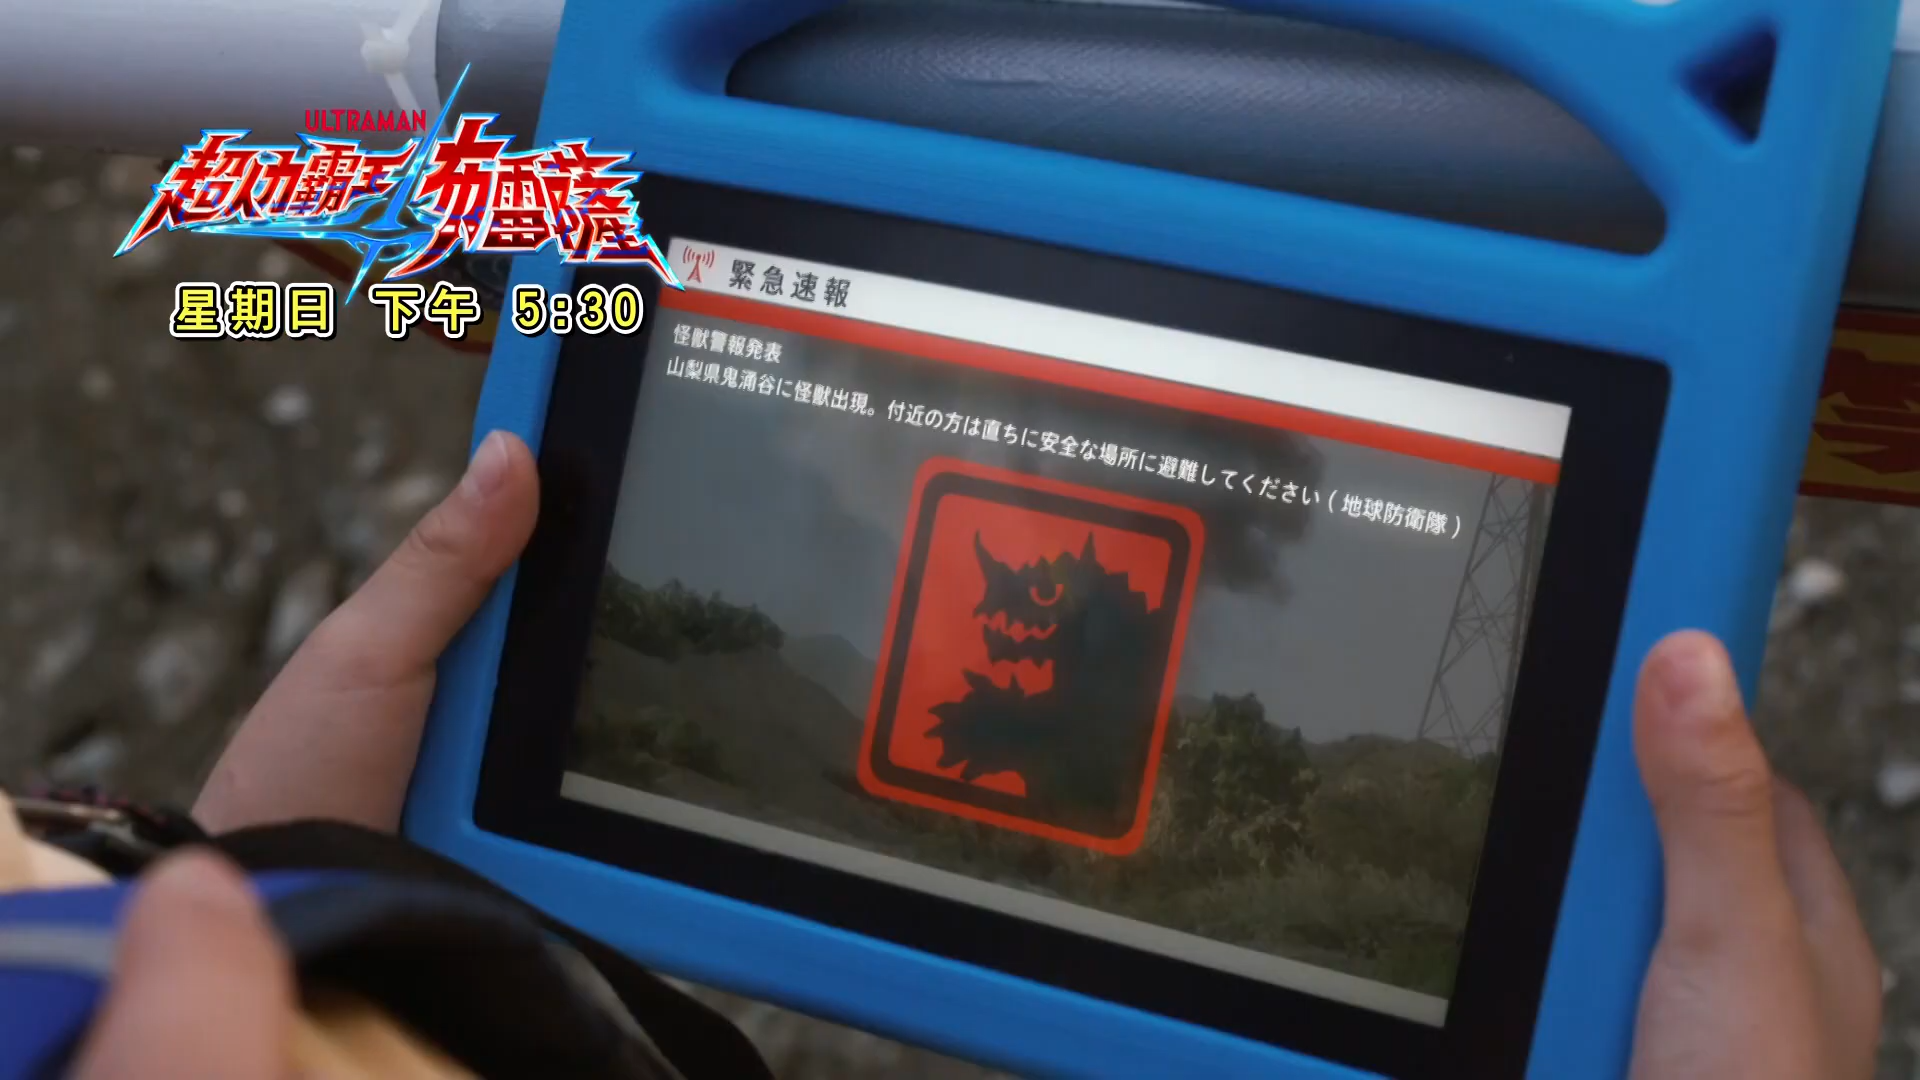 ULTRAMAN
超人力霸王布雷薩
星期日 下午 5:30
緊急速報
怪獣警報発表
山梨県鬼涌谷に怪獣出現。付近の方は直ちに安全な場所に避難してください(地球防衛隊)